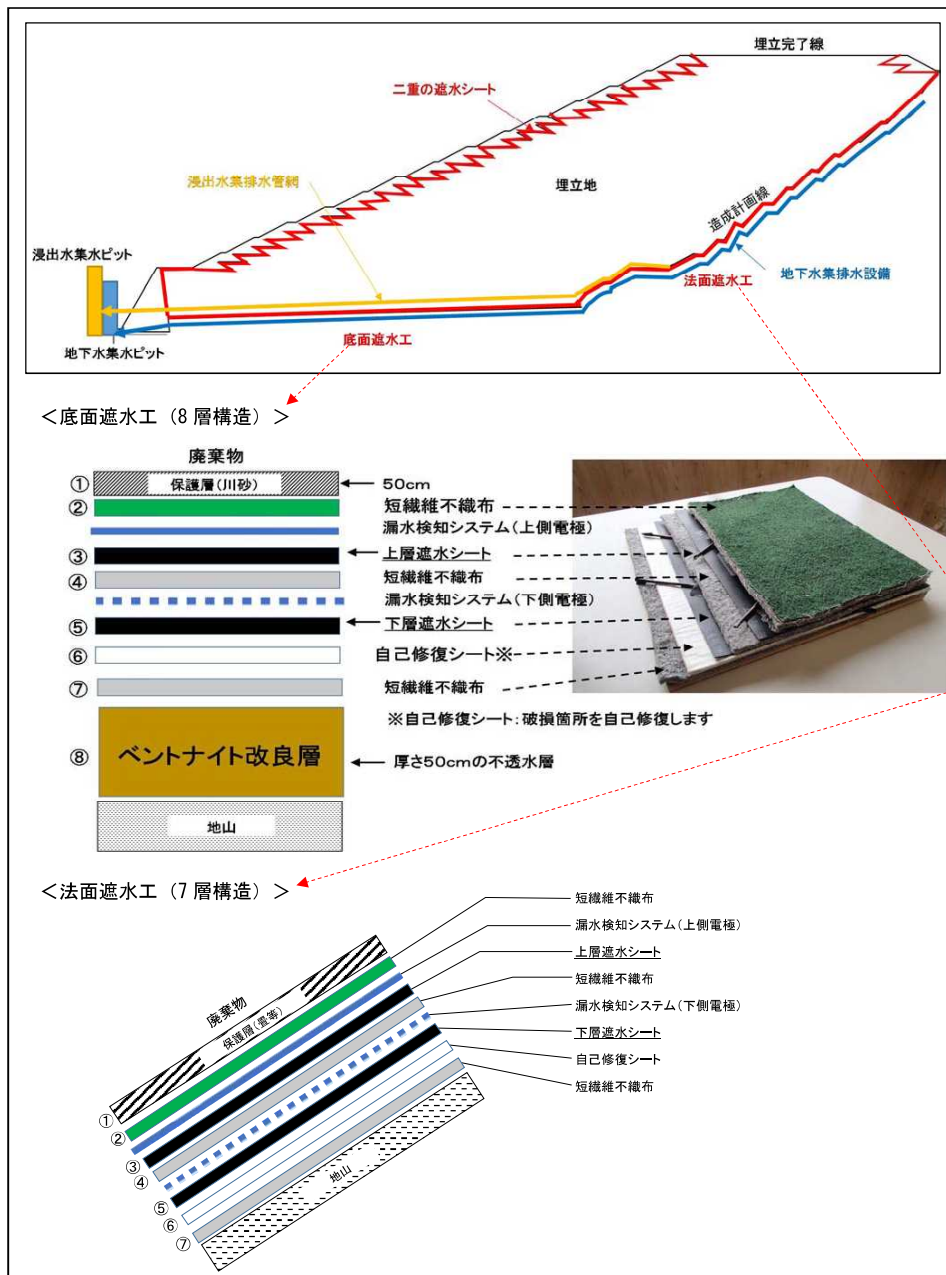 埋立完了線
二重の遮水シート
浸出水集排水管網
埋立地
造成計画線
浸出水集水ピット
法面遮水工
地下水集排水設備
底面遮水工
地下水集水ピット
＜底面遮水工（8層構造）＞
廃棄物
① 保護層(川砂) 50cm
② 短繊維不織布
漏水検知システム(上側電極)
③ 上層遮水シート
④ 短繊維不織布
漏水検知システム(下側電極)
⑤ 下層遮水シート
⑥ 自己修復シート※
⑦ 短繊維不織布
※自己修復シート:破損箇所を自己修復します
⑧ ベントナイト改良層 厚さ50cmの不透水層
地山
＜法面遮水工（7層構造）＞
短繊維不織布
漏水検知システム(上側電極)
上層遮水シート
短繊維不織布
漏水検知システム(下側電極)
下層遮水シート
自己修復シート
短繊維不織布
廃棄物
保護層(畳等)
①
②
③
④
⑤
⑥
⑦
地山